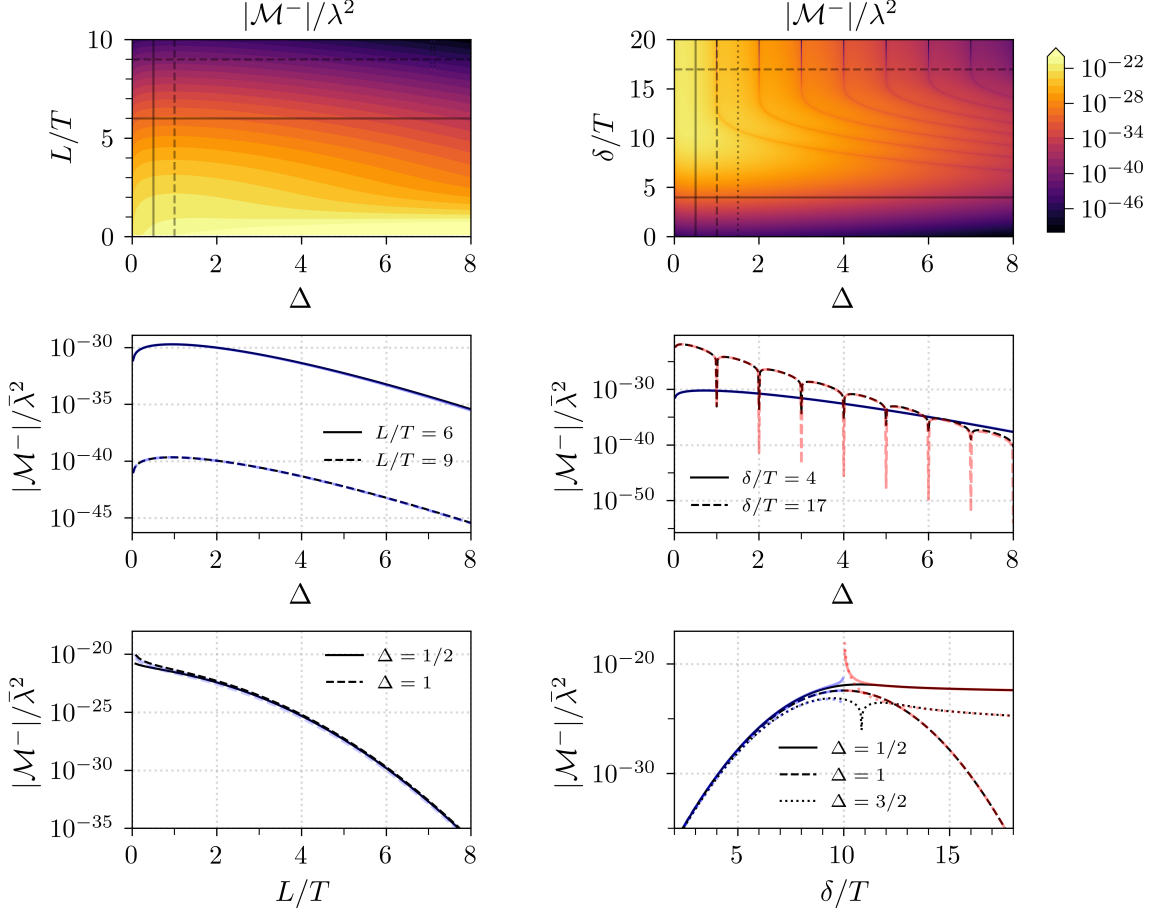 |ℳ⁻|/λ²
10
5
0
L/T
0 2 4 6 8
Δ
|ℳ⁻|/λ²
20
15
10
5
0
δ/T
0 2 4 6 8
Δ
10⁻²²
10⁻²⁸
10⁻³⁴
10⁻⁴⁰
10⁻⁴⁶
|ℳ⁻|/λ̄²
10⁻³⁰
10⁻³⁵
10⁻⁴⁰
10⁻⁴⁵
L/T = 6
L/T = 9
0 2 4 6 8
Δ
|ℳ⁻|/λ̄²
10⁻³⁰
10⁻⁴⁰
10⁻⁵⁰
δ/T = 4
δ/T = 17
0 2 4 6 8
Δ
|ℳ⁻|/λ̄²
10⁻²⁰
10⁻²⁵
10⁻³⁰
10⁻³⁵
Δ = 1/2
Δ = 1
0 2 4 6 8
L/T
|ℳ⁻|/λ̄²
10⁻²⁰
10⁻³⁰
Δ = 1/2
Δ = 1
Δ = 3/2
5 10 15
δ/T